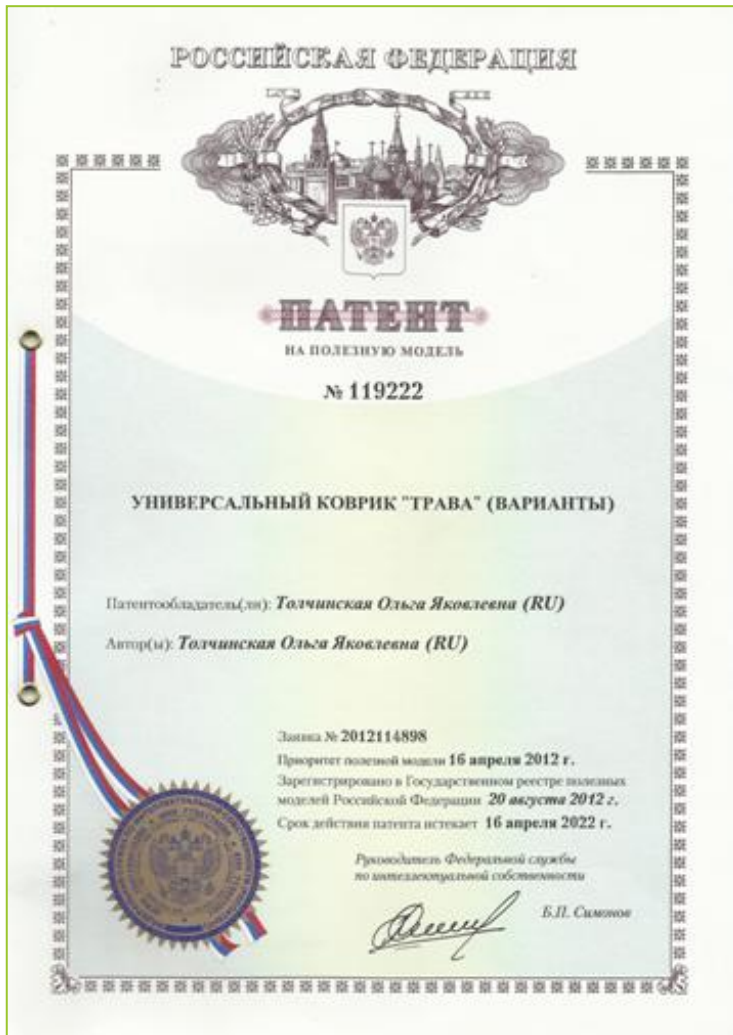 РОССИЙСКАЯ ФЕДЕРАЦИЯ
ПАТЕНТ
НА ПОЛЕЗНУЮ МОДЕЛЬ
№ 119222
УНИВЕРСАЛЬНЫЙ КОВРИК "ТРАВА" (ВАРИАНТЫ)
Патентообладатель(ли): Толчинская Ольга Яковлевна (RU)
Автор(ы): Толчинская Ольга Яковлевна (RU)
Заявка № 2012114898
Приоритет полезной модели 16 апреля 2012 г.
Зарегистрировано в Государственном реестре полезных
моделей Российской Федерации 20 августа 2012 г.
Срок действия патента истекает 16 апреля 2022 г.
Руководитель Федеральной службы
по интеллектуальной собственности
Б.П. Симонов